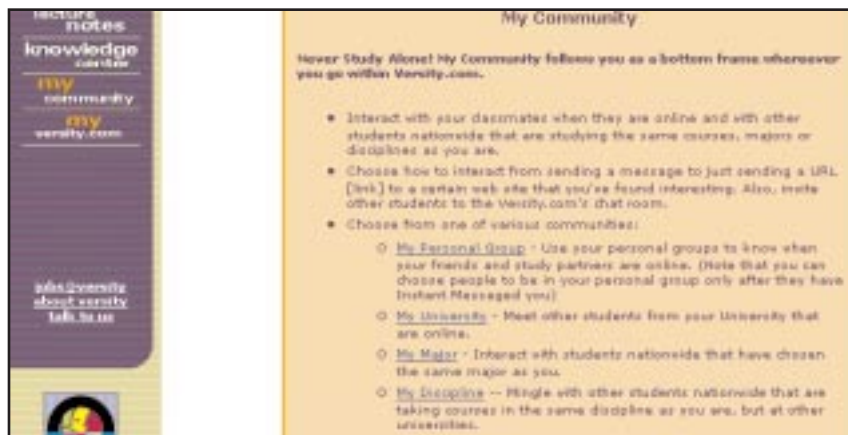 lecture
notes
knowledge
center
my
community
my
versity.com
jobs@versity
about versity
talk to us
My Community
Never Study Alone! My Community follows you as a bottom frame whereever
you go within Versity.com.
• Interact with your classmates when they are online and with other
students nationwide that are studying the same courses, majors or
disciplines as you are.
• Choose how to interact from sending a message to just sending a URL
[link] to a certain web site that you've found interesting. Also, invite
other students to the Versity.com's chat room.
• Choose from one of various communities:
○ My Personal Group - Use your personal groups to know when
your friends and study partners are online. (Note that you can
choose people to be in your personal group only after they have
Instant Messaged you)
○ My University - Meet other students from your University that
are online.
○ My Major - Interact with students nationwide that have chosen
the same major as you.
○ My Discipline -- Mingle with other students nationwide that are
taking courses in the same discipline as you are, but at other
universities.